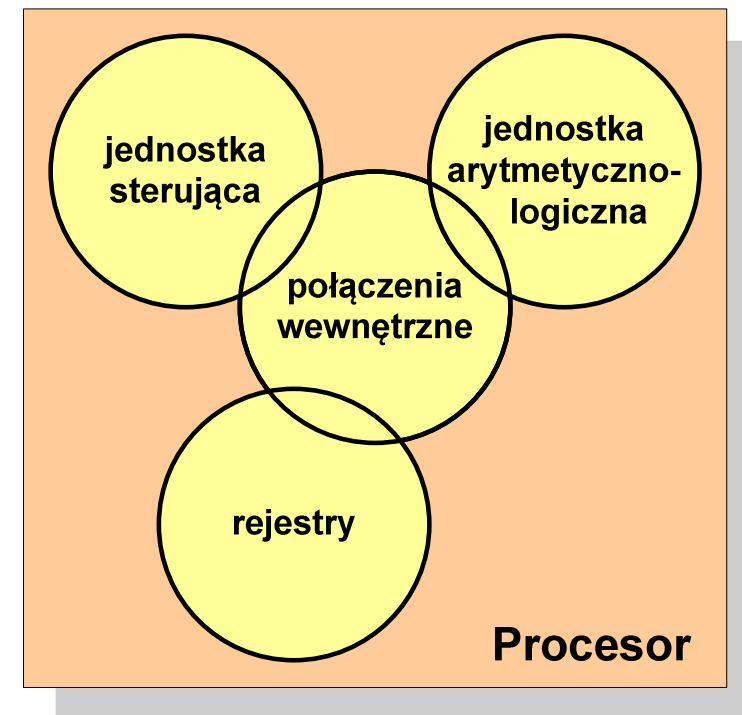 jednostka
sterująca
jednostka
arytmetyczno-
logiczna
połączenia
wewnętrzne
rejestry
Procesor